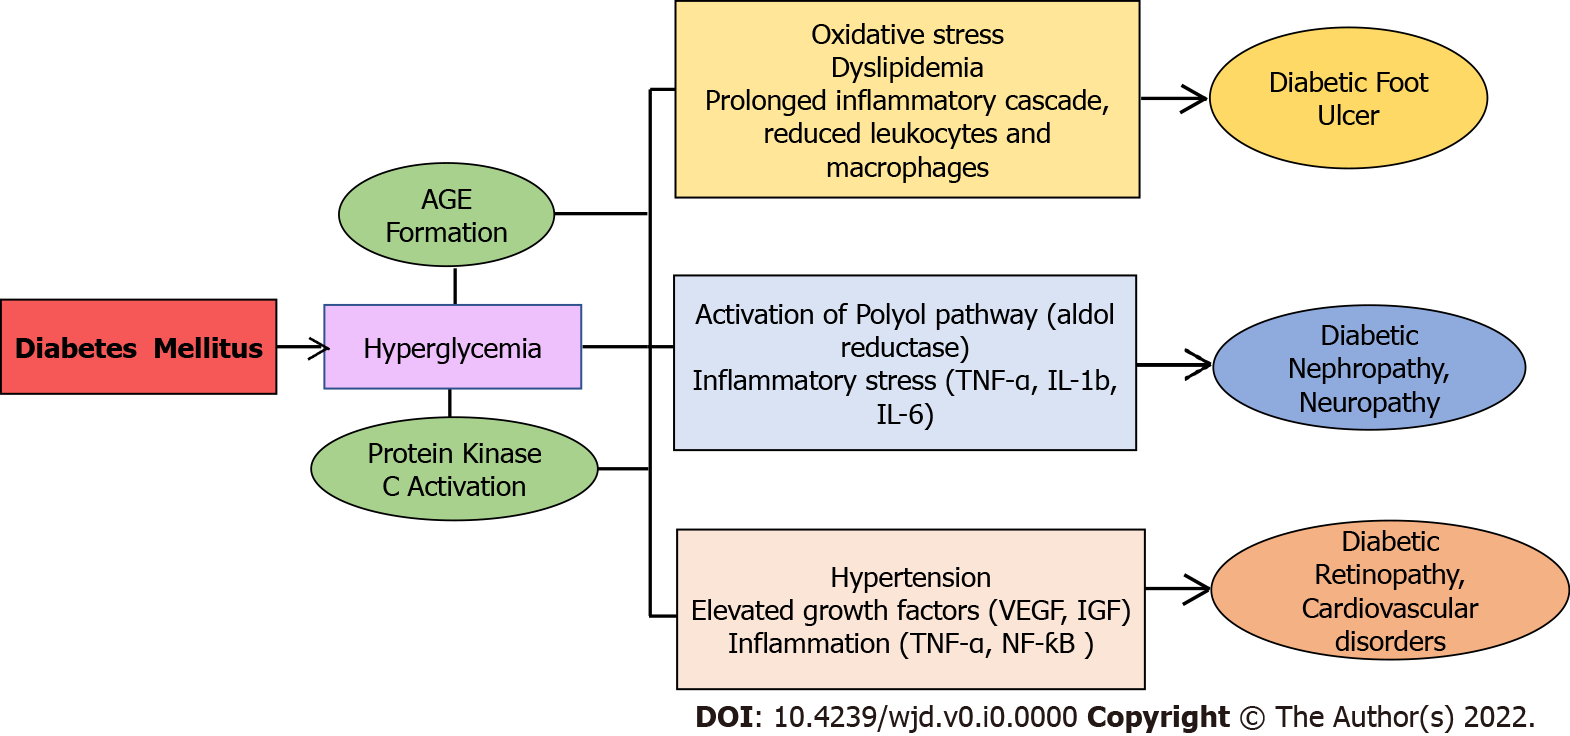 Oxidative stress
Dyslipidemia
Prolonged inflammatory cascade,
reduced leukocytes and
macrophages
Diabetic Foot
Ulcer
AGE
Formation
Diabetes Mellitus
Hyperglycemia
Activation of Polyol pathway (aldol
reductase)
Inflammatory stress (TNF-ɑ, IL-1b,
IL-6)
Diabetic
Nephropathy,
Neuropathy
Protein Kinase
C Activation
Hypertension
Elevated growth factors (VEGF, IGF)
Inflammation (TNF-ɑ, NF-ƙB )
Diabetic
Retinopathy,
Cardiovascular
disorders
DOI: 10.4239/wjd.v0.i0.0000 Copyright © The Author(s) 2022.